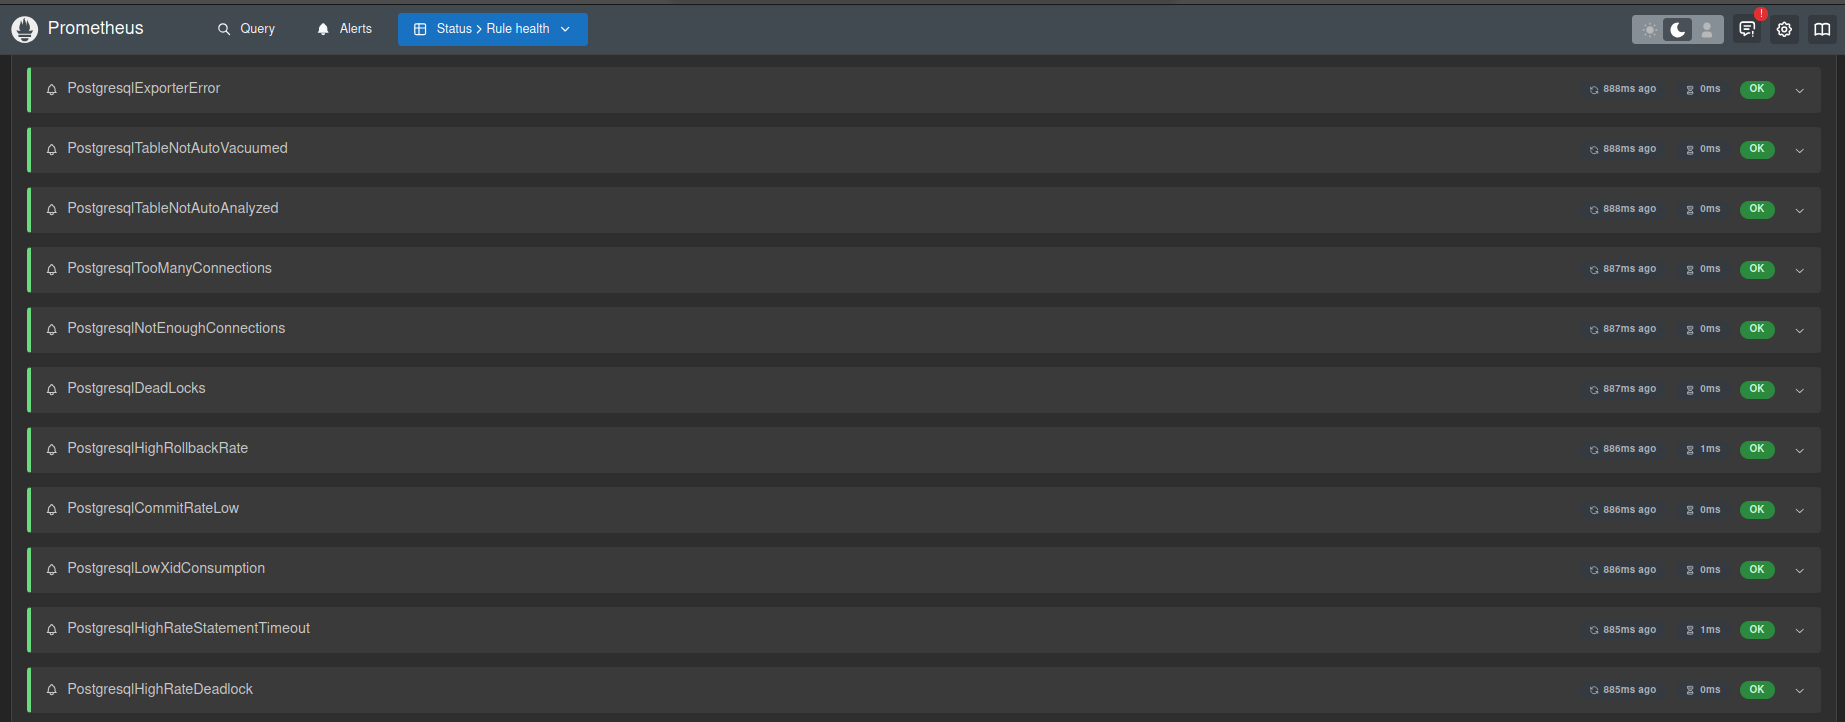 Prometheus Query Alerts Status > Rule health !
PostgresqlExporterError 888ms ago 0ms OK
PostgresqlTableNotAutoVacuumed 888ms ago 0ms OK
PostgresqlTableNotAutoAnalyzed 888ms ago 0ms OK
PostgresqlTooManyConnections 887ms ago 0ms OK
PostgresqlNotEnoughConnections 887ms ago 0ms OK
PostgresqlDeadLocks 887ms ago 0ms OK
PostgresqlHighRollbackRate 886ms ago 1ms OK
PostgresqlCommitRateLow 886ms ago 0ms OK
PostgresqlLowXidConsumption 886ms ago 0ms OK
PostgresqlHighRateStatementTimeout 885ms ago 1ms OK
PostgresqlHighRateDeadlock 885ms ago 0ms OK